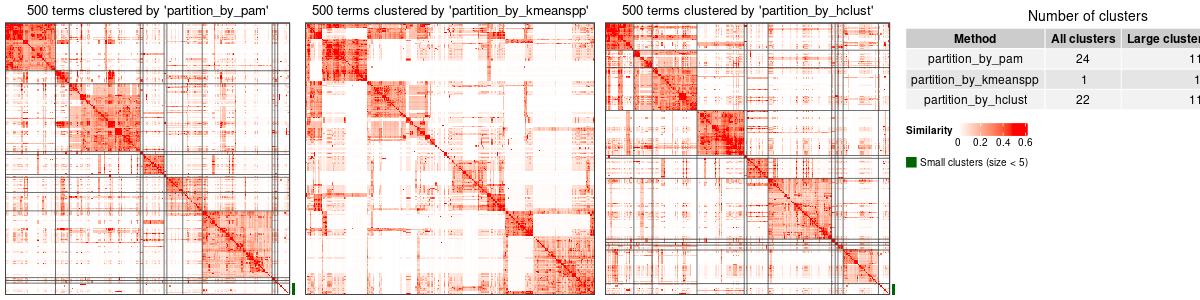 500 terms clustered by 'partition_by_pam'
500 terms clustered by 'partition_by_kmeanspp'
500 terms clustered by 'partition_by_hclust'
Number of clusters
Method All clusters Large cluster
partition_by_pam 24 11
partition_by_kmeanspp 1 1
partition_by_hclust 22 11
Similarity
0 0.2 0.4 0.6
Small clusters (size < 5)